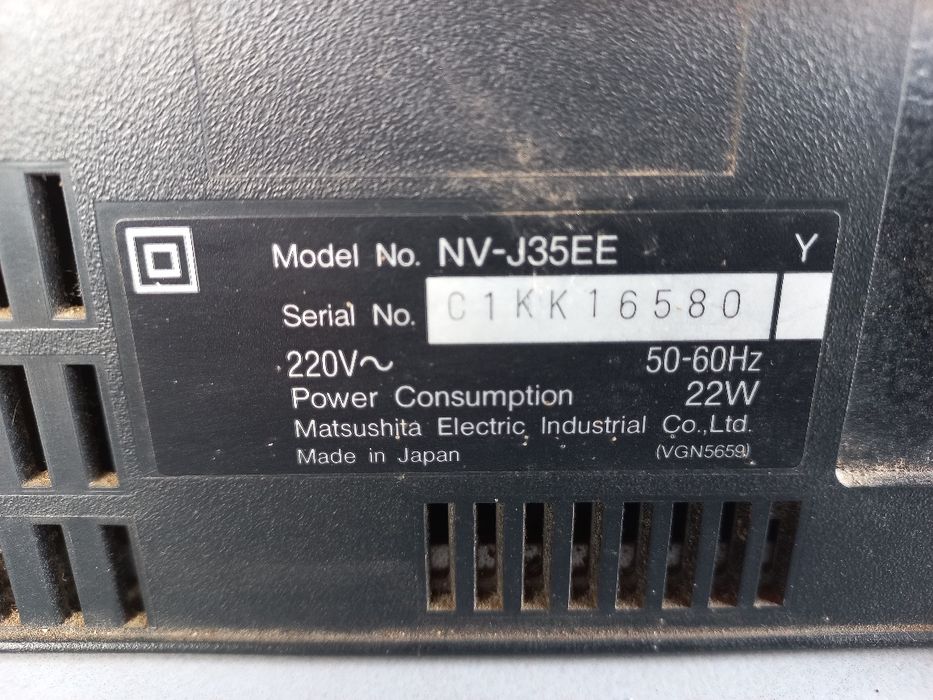 Model No. NV-J35EE Y
Serial No. C1KK16580
220V~ 50-60Hz
Power Consumption 22W
Matsushita Electric Industrial Co.,Ltd.
Made in Japan (VGN5659)